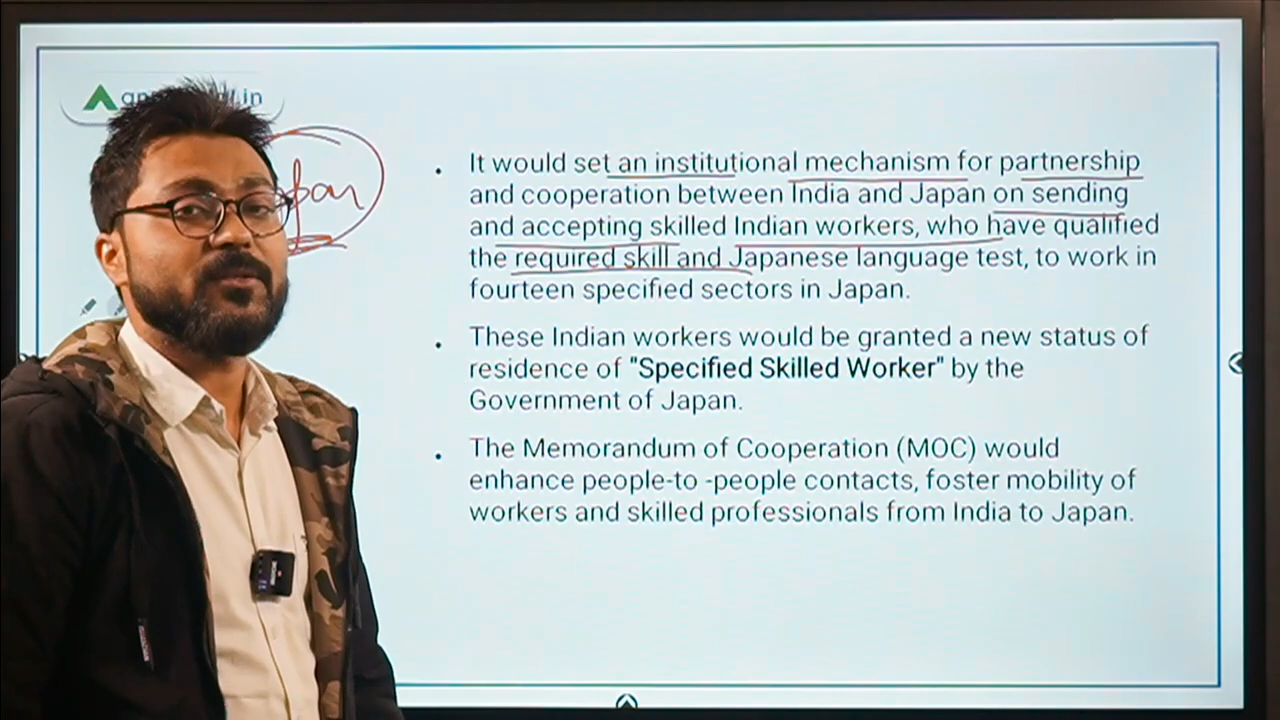 .in
It would set an institutional mechanism for partnership
and cooperation between India and Japan on sending
and accepting skilled Indian workers, who have qualified
the required skill and Japanese language test, to work in
fourteen specified sectors in Japan.
These Indian workers would be granted a new status of
residence of "Specified Skilled Worker" by the
Government of Japan.
The Memorandum of Cooperation (MOC) would
enhance people-to -people contacts, foster mobility of
workers and skilled professionals from India to Japan.